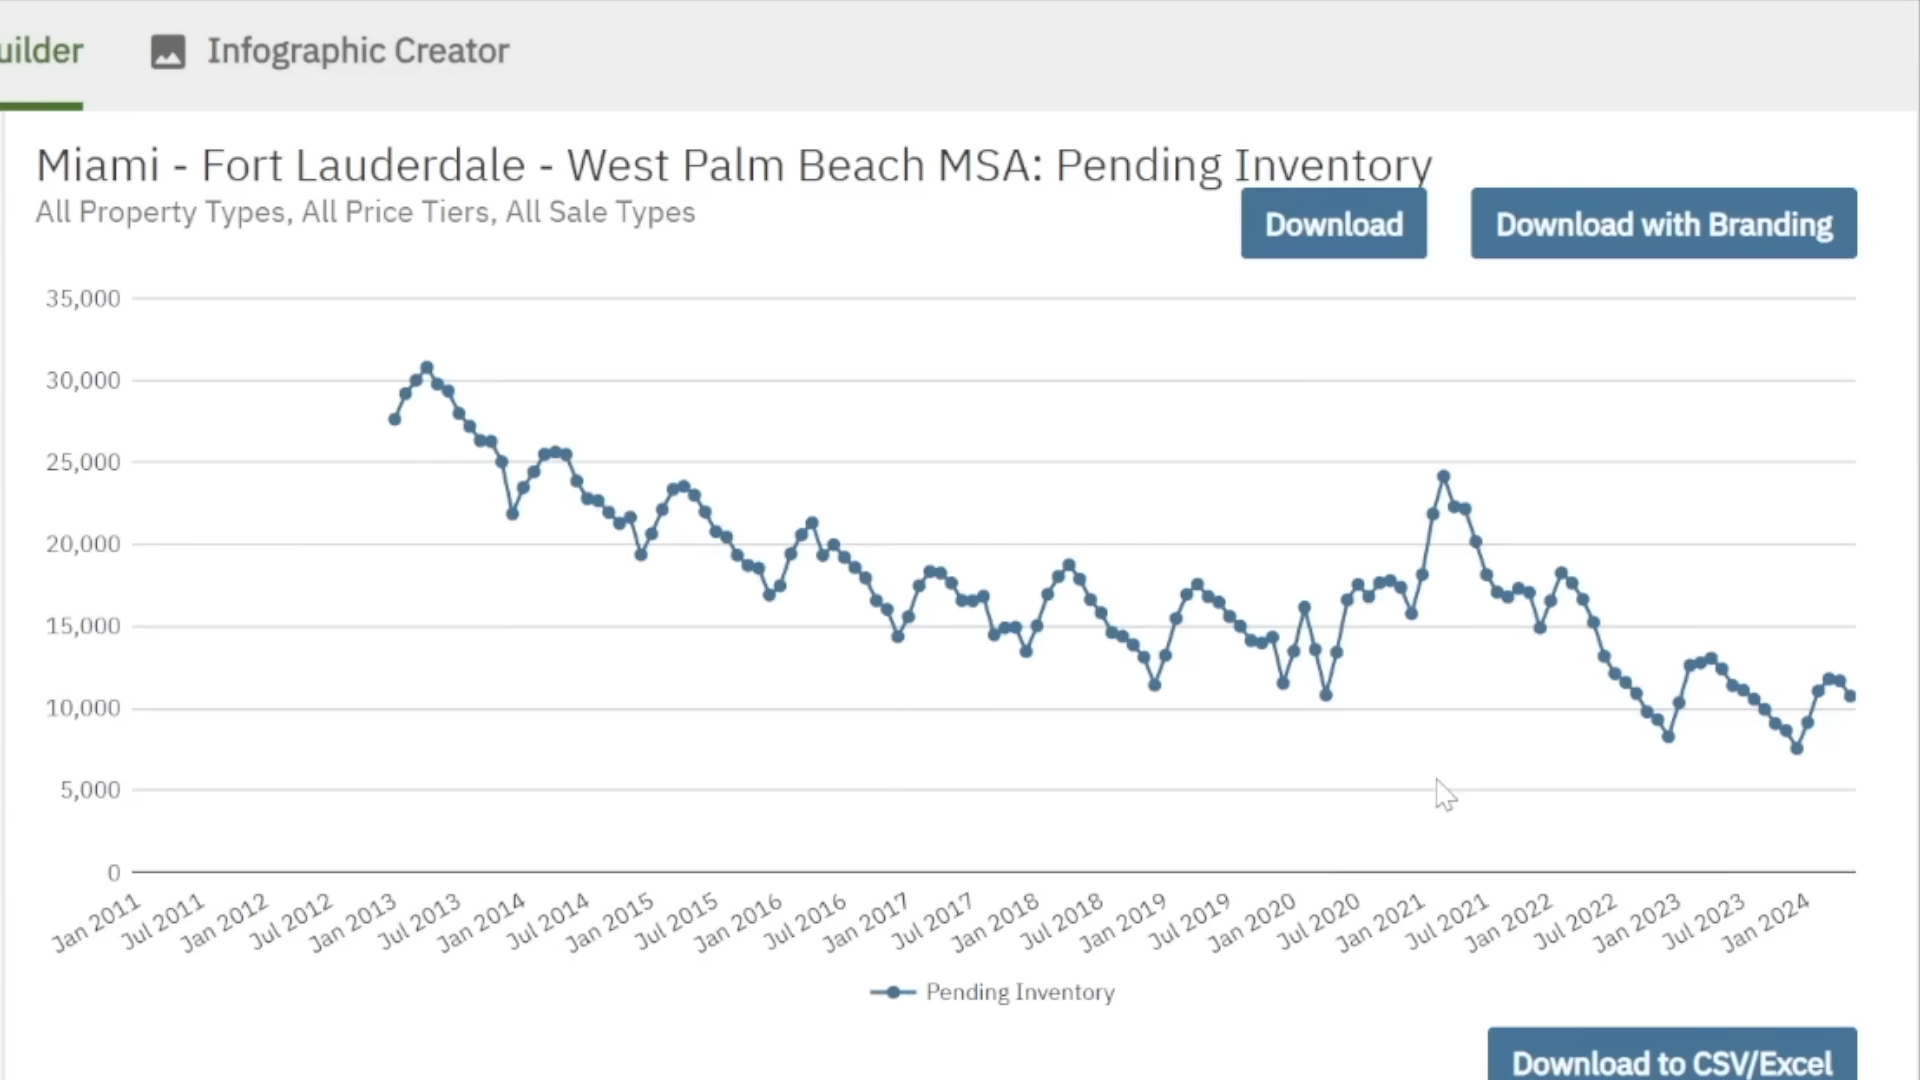 uilder
Infographic Creator
Miami - Fort Lauderdale - West Palm Beach MSA: Pending Inventory
All Property Types, All Price Tiers, All Sale Types
Download
Download with Branding
35,000
30,000
25,000
20,000
15,000
10,000
5,000
0
Jan 2011
Jul 2011
Jan 2012
Jul 2012
Jan 2013
Jul 2013
Jan 2014
Jul 2014
Jan 2015
Jul 2015
Jan 2016
Jul 2016
Jan 2017
Jul 2017
Jan 2018
Jul 2018
Jan 2019
Jul 2019
Jan 2020
Jul 2020
Jan 2021
Jul 2021
Jan 2022
Jul 2022
Jan 2023
Jul 2023
Jan 2024
Pending Inventory
Download to CSV/Excel